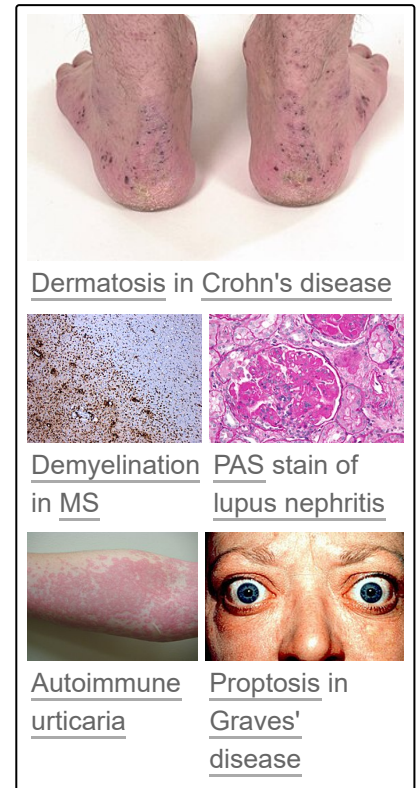 Dermatosis in Crohn's disease
Demyelination
in MS
PAS stain of
lupus nephritis
Autoimmune
urticaria
Proptosis in
Graves'
disease